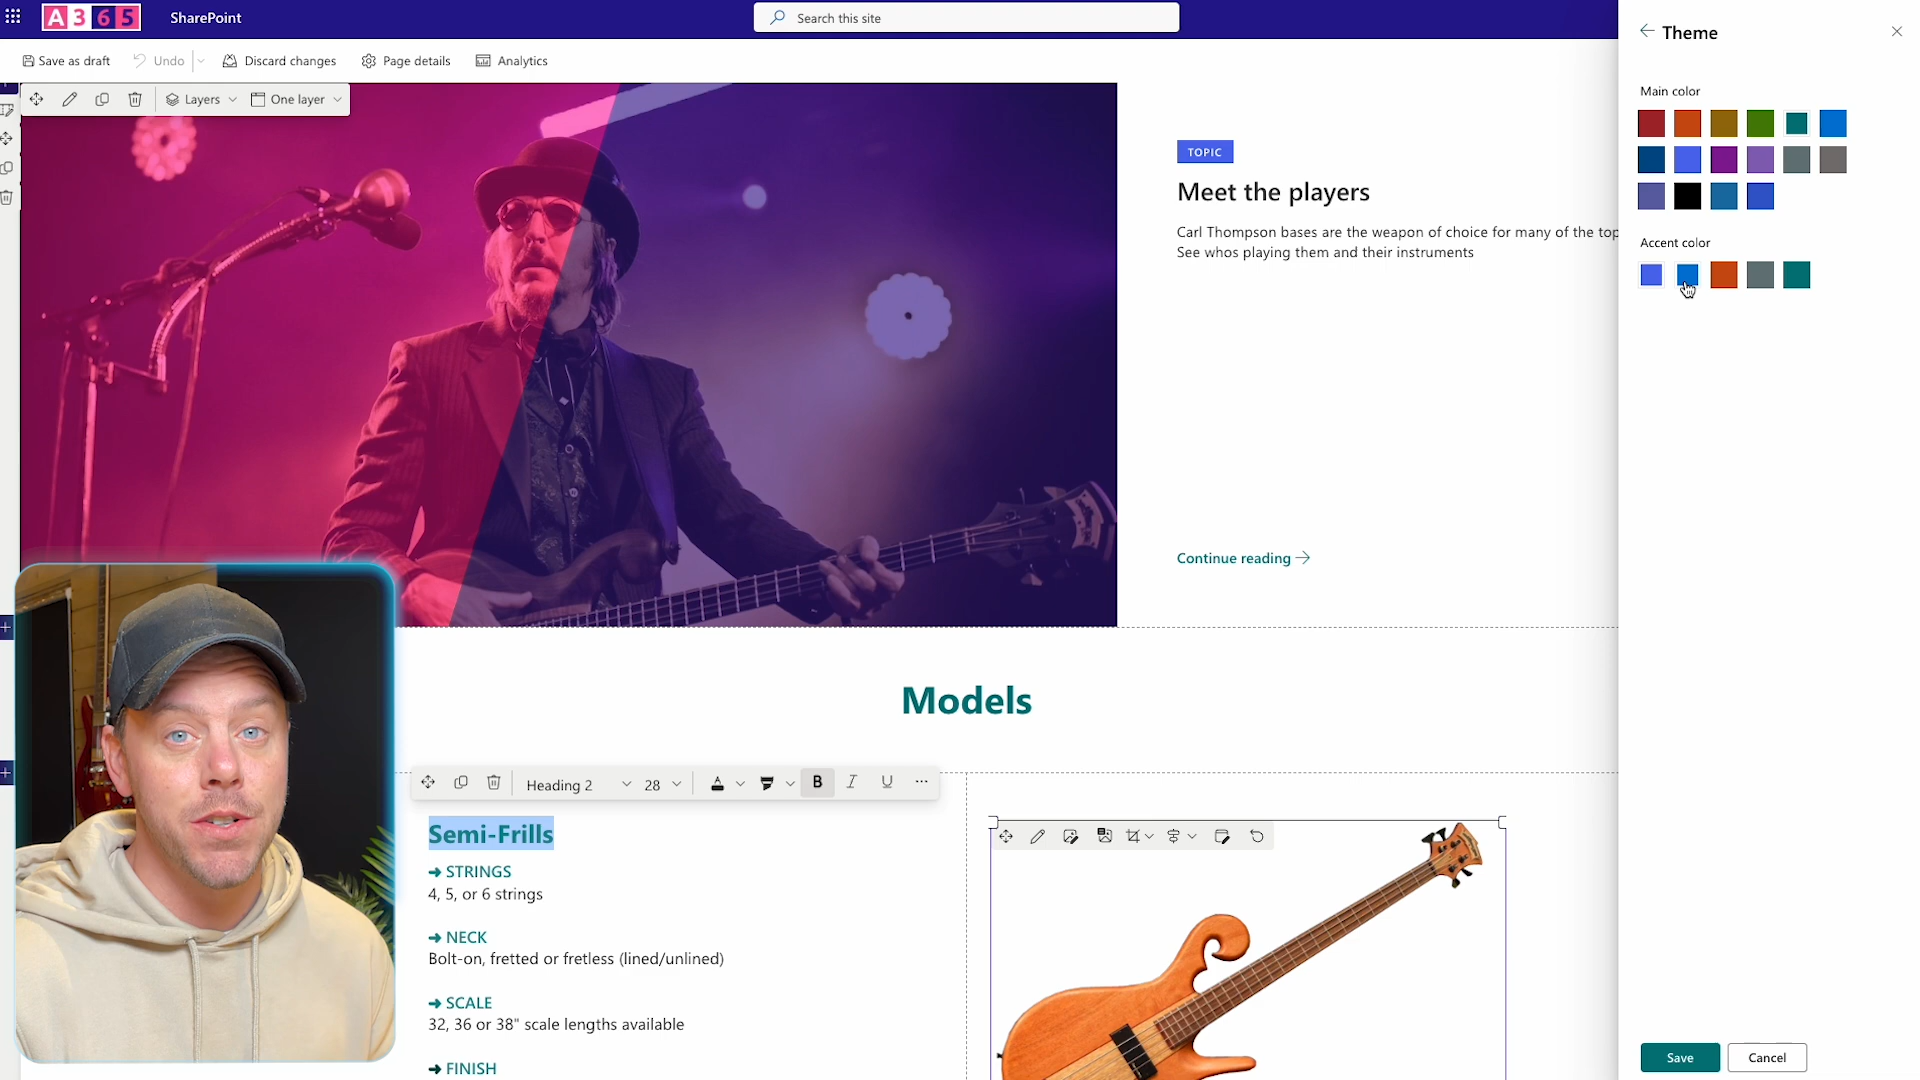 A365
SharePoint
Search this site
Save as draft
Undo
Discard changes
Page details
Analytics
Layers
One layer
TOPIC
Meet the players
Carl Thompson bases are the weapon of choice for many of the top
See whos playing them and their instruments
Continue reading
Models
Heading 2
28
B
I
U
Semi-Frills
➜ STRINGS
4, 5, or 6 strings
➜ NECK
Bolt-on, fretted or fretless (lined/unlined)
➜ SCALE
32, 36 or 38" scale lengths available
➜ FINISH
Theme
Main color
Accent color
Save
Cancel